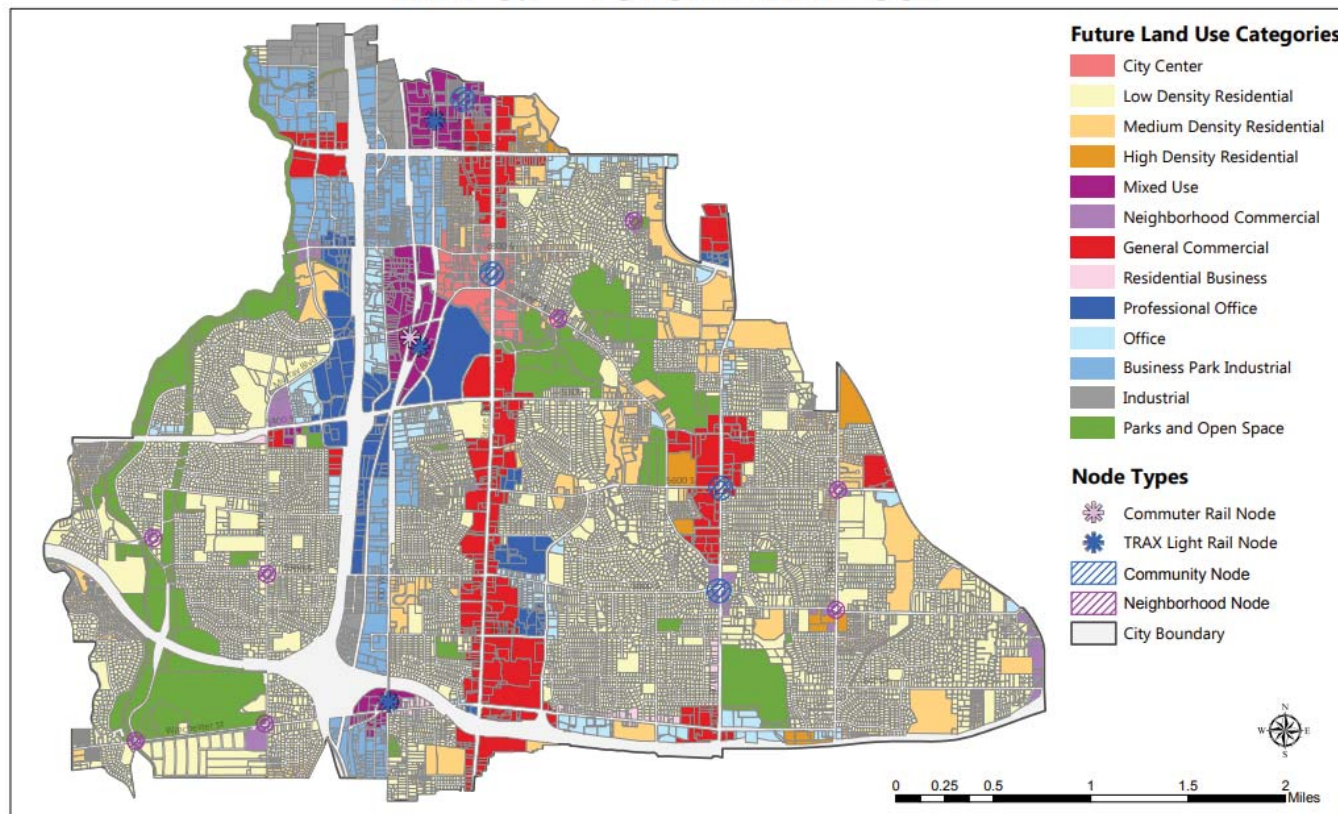 Future Land Use Categories
City Center
Low Density Residential
Medium Density Residential
High Density Residential
Mixed Use
Neighborhood Commercial
General Commercial
Residential Business
Professional Office
Office
Business Park Industrial
Industrial
Parks and Open Space
Node Types
Commuter Rail Node
TRAX Light Rail Node
Community Node
Neighborhood Node
City Boundary
5600 S
Winchester St
N
W E
S
0 0.25 0.5 1 1.5 2
Miles